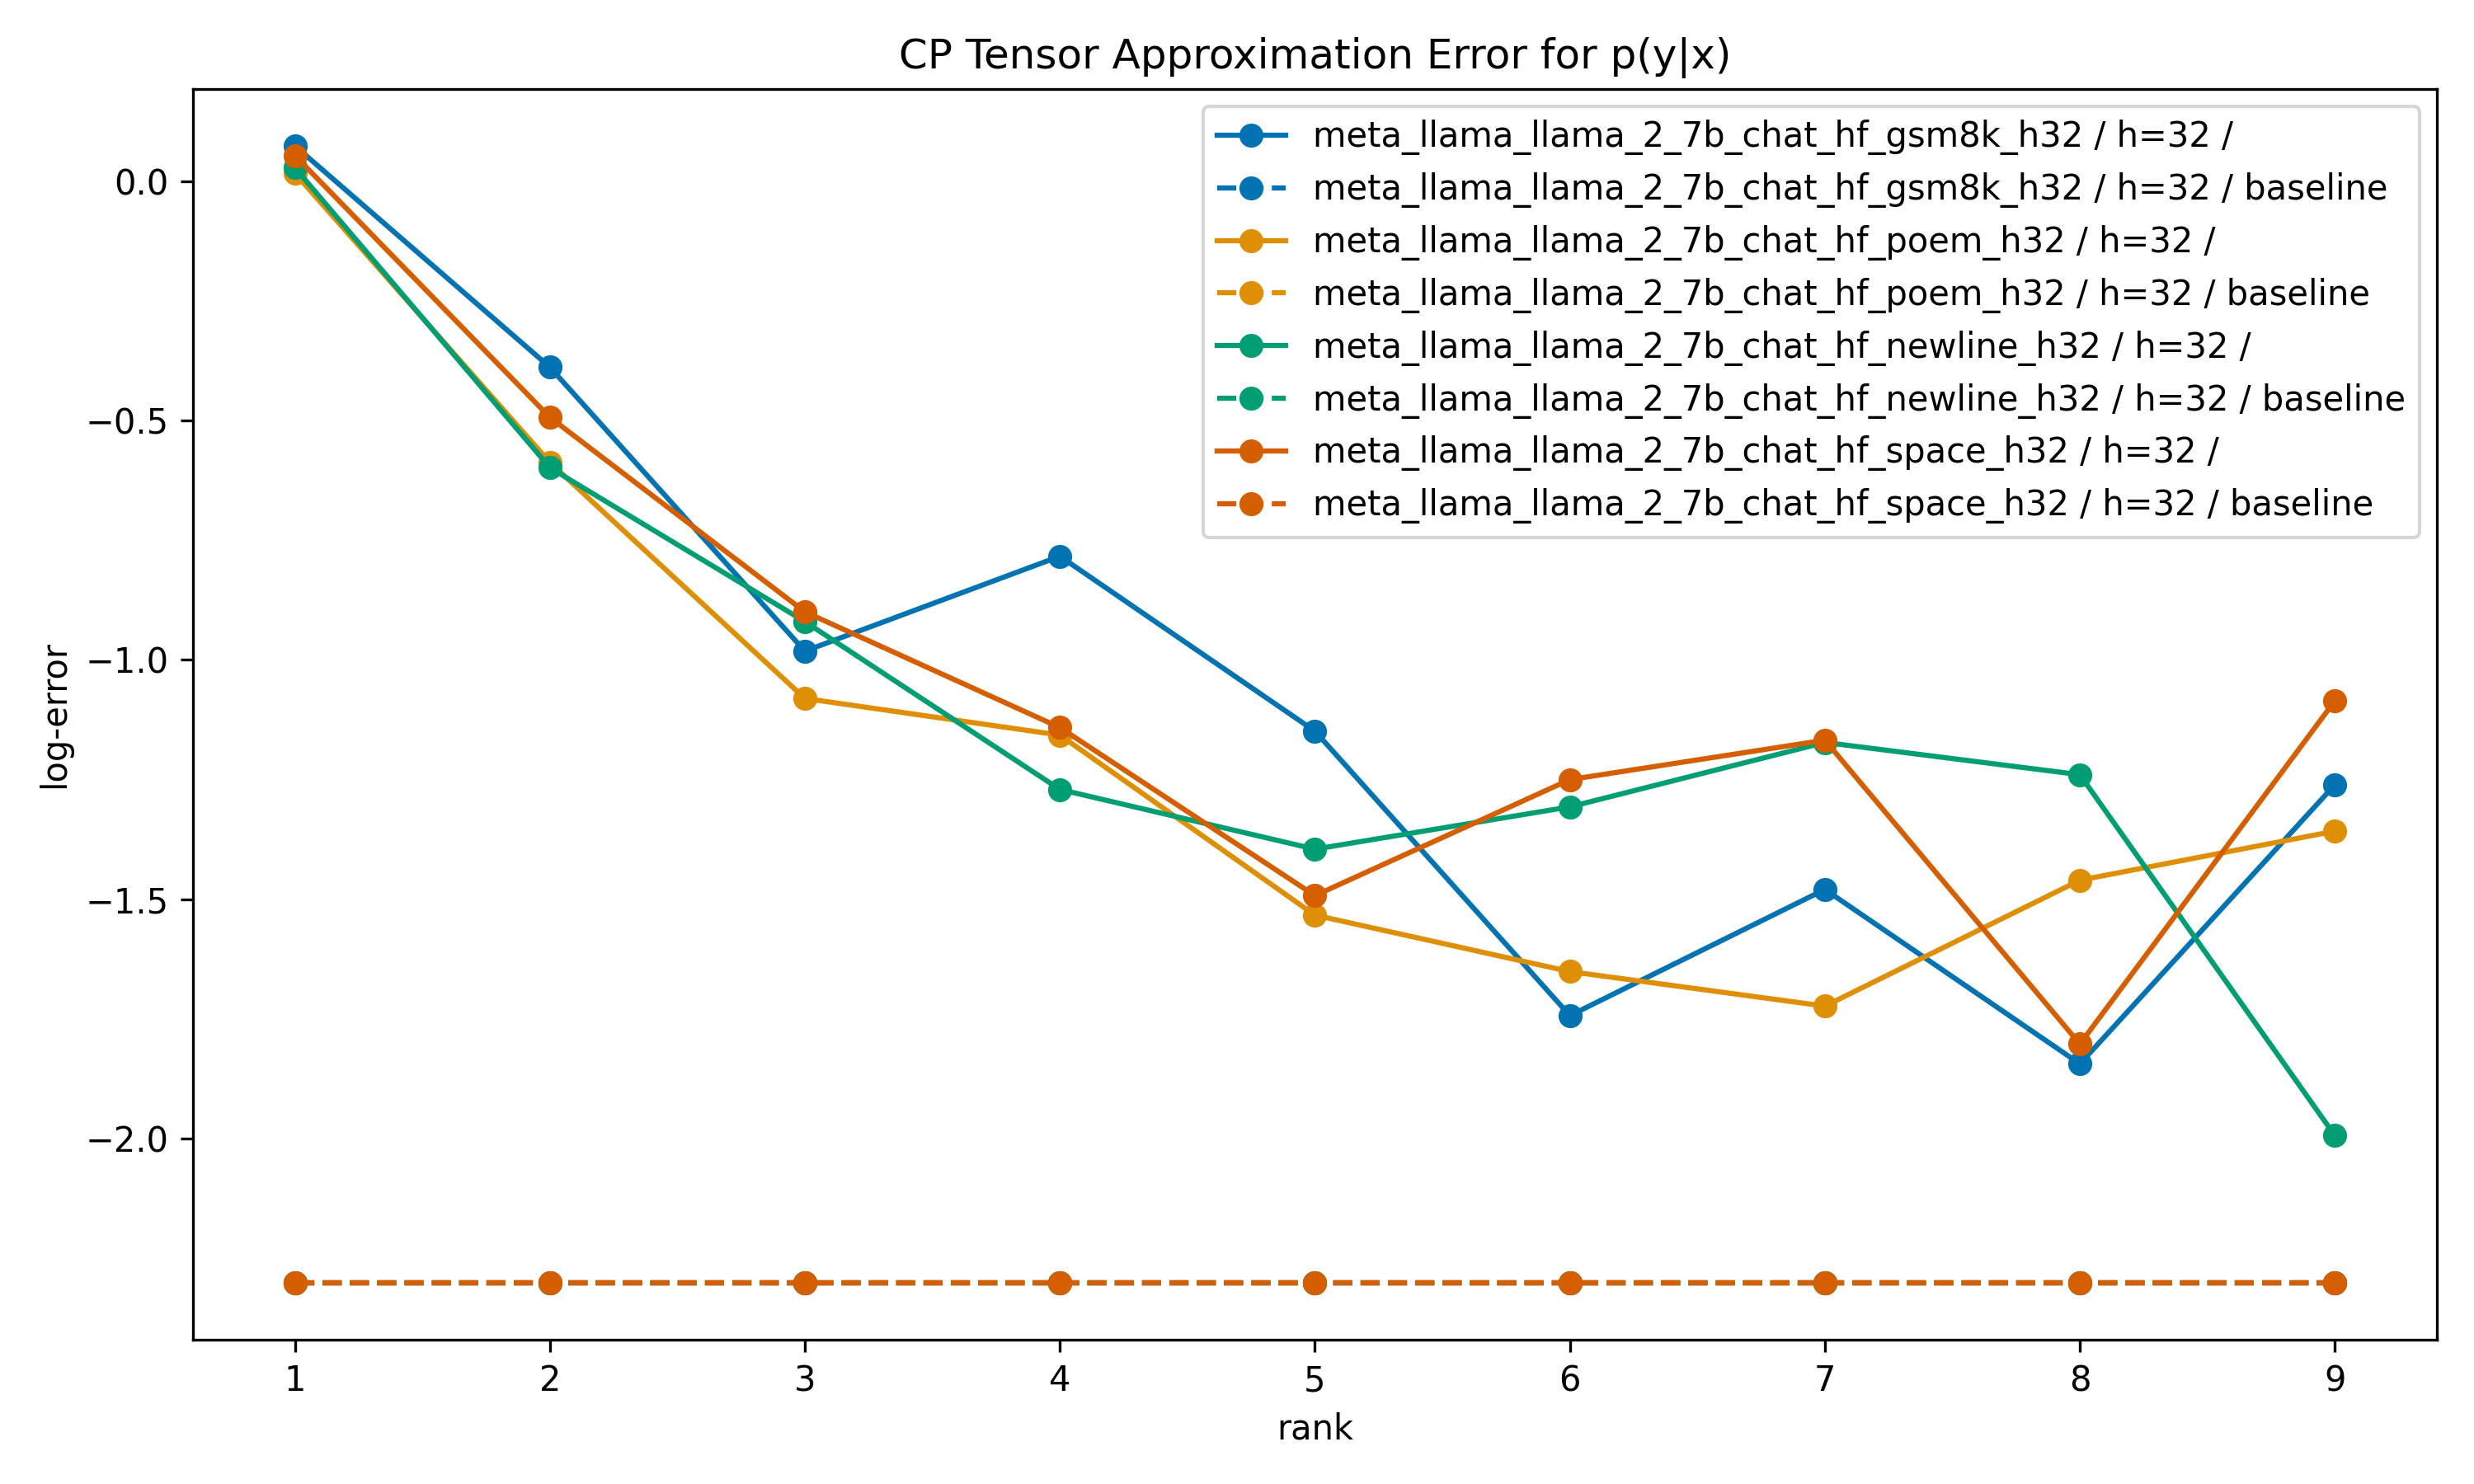 CP Tensor Approximation Error for p(y|x)
meta_llama_llama_2_7b_chat_hf_gsm8k_h32 / h=32 /
meta_llama_llama_2_7b_chat_hf_gsm8k_h32 / h=32 / baseline
meta_llama_llama_2_7b_chat_hf_poem_h32 / h=32 /
meta_llama_llama_2_7b_chat_hf_poem_h32 / h=32 / baseline
meta_llama_llama_2_7b_chat_hf_newline_h32 / h=32 /
meta_llama_llama_2_7b_chat_hf_newline_h32 / h=32 / baseline
meta_llama_llama_2_7b_chat_hf_space_h32 / h=32 /
meta_llama_llama_2_7b_chat_hf_space_h32 / h=32 / baseline
0.0
−0.5
−1.0
−1.5
−2.0
log-error
1 2 3 4 5 6 7 8 9
rank